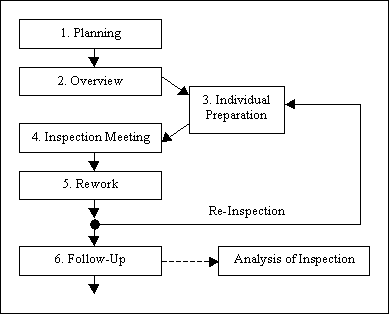 1. Planning
2. Overview
3. Individual
Preparation
4. Inspection Meeting
5. Rework
Re-Inspection
6. Follow-Up
Analysis of Inspection